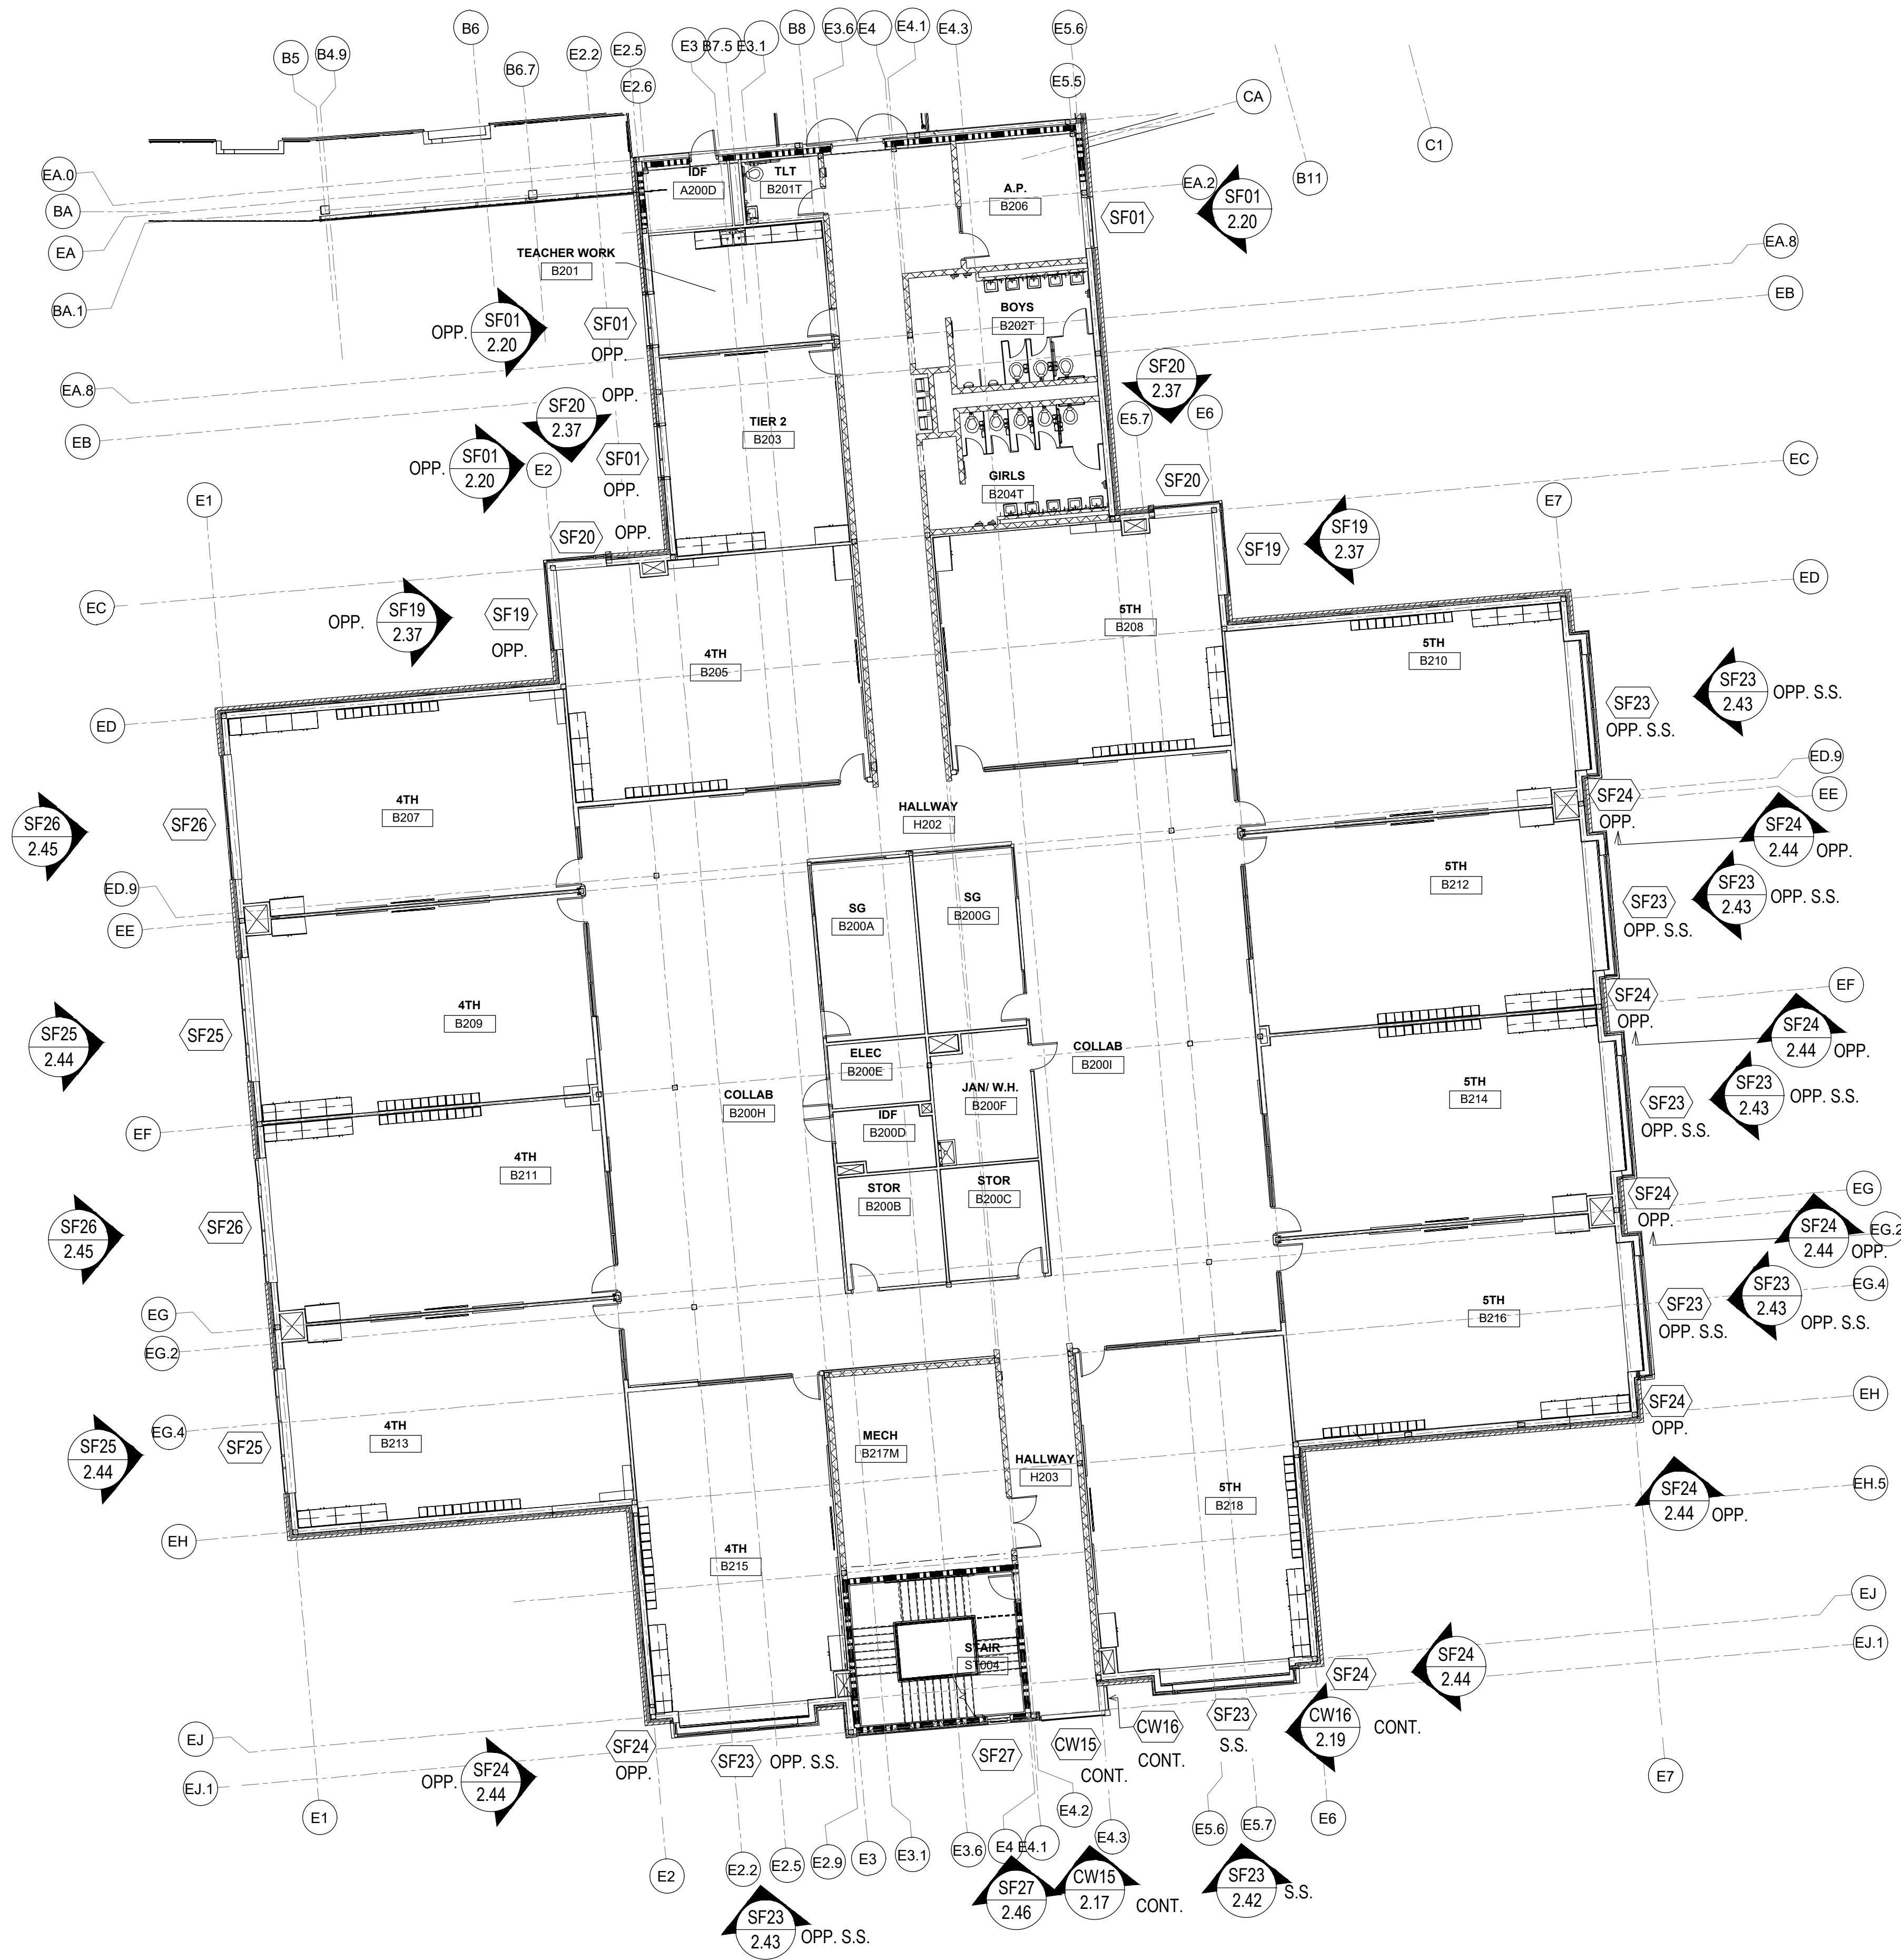 B5
B4.9
B6
B6.7
E2.2
E2.5
E2.6
E3
B7.5
E3.1
B8
E3.6
E4
E4.1
E4.3
E5.6
E5.5
CA
B11
C1
EA.0
BA
EA
BA.1
EA.8
EB
IDF
A200D
TLT
B201T
A.P.
B206
EA.2
SF01
SF01
2.20
EA.8
EB
TEACHER WORK
B201
OPP.
SF01
2.20
SF01
OPP.
BOYS
B202T
OPP.
SF20
2.37
TIER 2
B203
SF20
2.37
E5.7
E6
OPP.
SF01
2.20
SF01
OPP.
E2
GIRLS
B204T
SF20
EC
E1
E7
SF20
OPP.
SF19
SF19
2.37
EC
OPP.
SF19
2.37
SF19
OPP.
4TH
B205
5TH
B208
5TH
B210
ED
ED
SF23
OPP. S.S.
SF23
2.43
OPP. S.S.
ED.9
EE
SF26
2.45
SF26
4TH
B207
HALLWAY
H202
SF24
OPP.
SF24
2.44
OPP.
ED.9
EE
SG
B200A
SG
B200G
5TH
B212
SF23
OPP. S.S.
SF23
2.43
OPP. S.S.
SF25
2.44
SF25
4TH
B209
SF24
OPP.
EF
SF24
2.44
OPP.
ELEC
B200E
COLLAB
B200I
COLLAB
B200H
JAN/ W.H.
B200F
IDF
B200D
5TH
B214
SF23
OPP. S.S.
SF23
2.43
OPP. S.S.
EF
4TH
B211
STOR
B200B
STOR
B200C
SF24
OPP.
EG
SF24
2.44
OPP.
EG.2
SF26
2.45
SF26
EG
EG.2
5TH
B216
SF23
OPP. S.S.
SF23
2.43
OPP. S.S.
EG.4
EG.4
SF25
2.44
SF25
4TH
B213
MECH
B217M
HALLWAY
H203
5TH
B218
SF24
OPP.
EH
SF24
2.44
OPP.
EH.5
EH
4TH
B215
STAIR
ST004
EJ
EJ.1
SF24
SF24
2.44
EJ
EJ.1
OPP.
SF24
2.44
SF24
OPP.
SF23
OPP. S.S.
SF27
CW15
CONT.
CW16
CONT.
SF23
S.S.
CW16
2.19
CONT.
E7
E1
E2
E2.2
E2.5
E2.9
E3
E3.1
E3.6
E4
E4.1
E4.2
E4.3
E5.6
E5.7
E6
SF23
2.43
OPP. S.S.
SF27
2.46
CW15
2.17
CONT.
SF23
2.42
S.S.